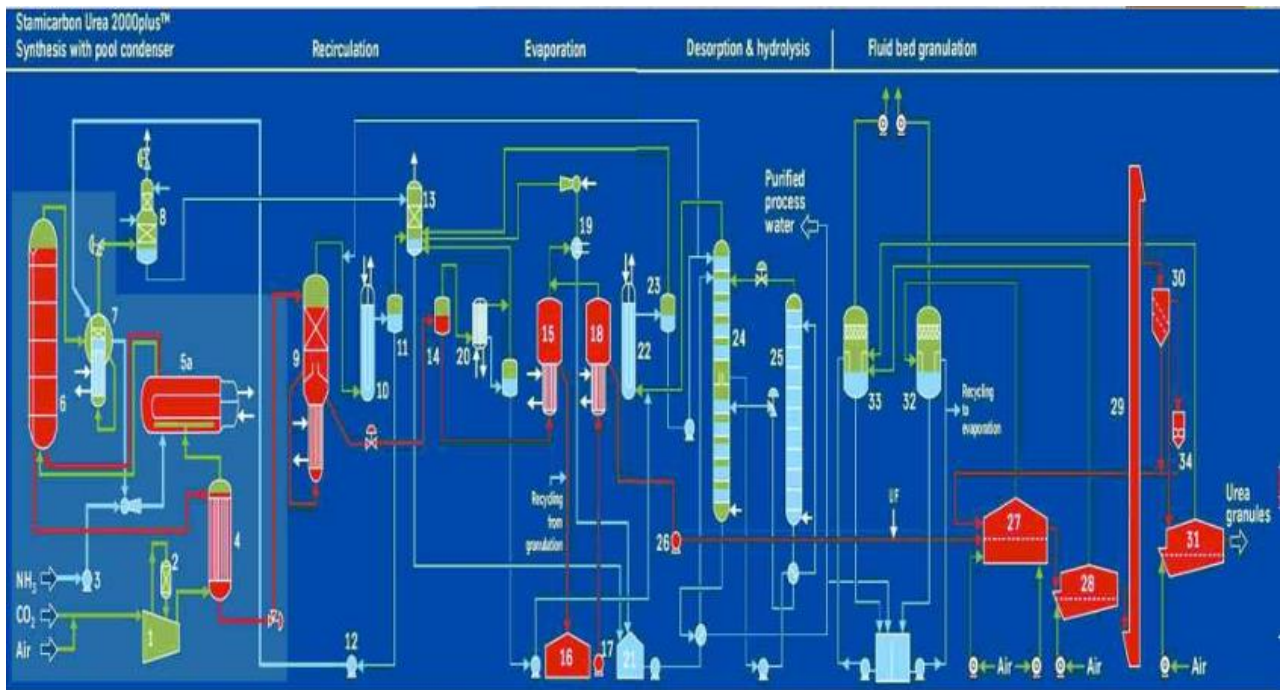 Stamicarbon Urea 2000plus™
Synthesis with pool condenser
Recirculation
Evaporation
Desorption & hydrolysis
Fluid bed granulation
Purified
process
water
13
19
8
7
5a
6
9
10
11
14
20
15
18
22
23
24
25
33
32
30
29
34
Recycling
to
evaporation
Recycling
from
granulation
UF
2
4
3
NH3
CO2
Air
1
12
16
17
21
26
27
28
31
Urea
granules
Air
Air
Air